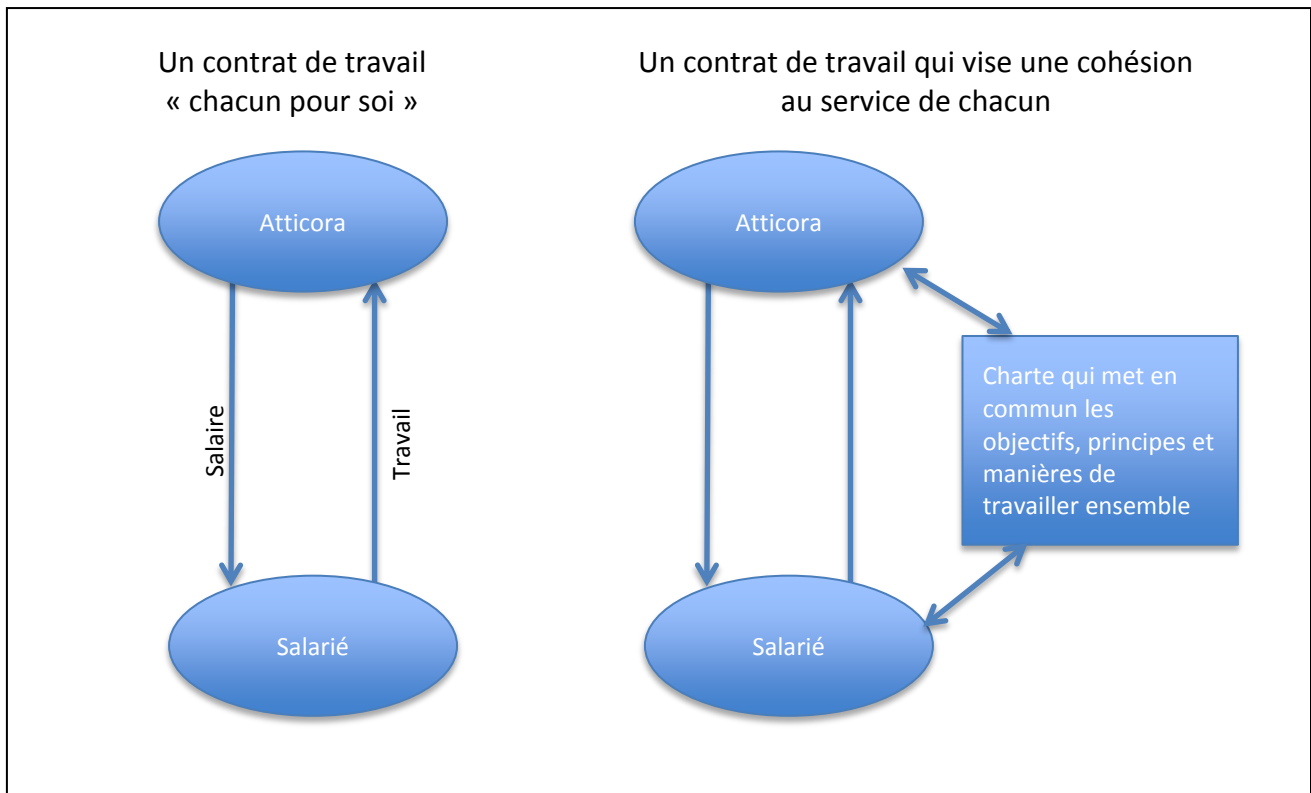 Un contrat de travail
« chacun pour soi »
Atticora
Salaire
Travail
Salarié
Un contrat de travail qui vise une cohésion
au service de chacun
Atticora
Charte qui met en
commun les
objectifs, principes et
manières de
travailler ensemble
Salarié